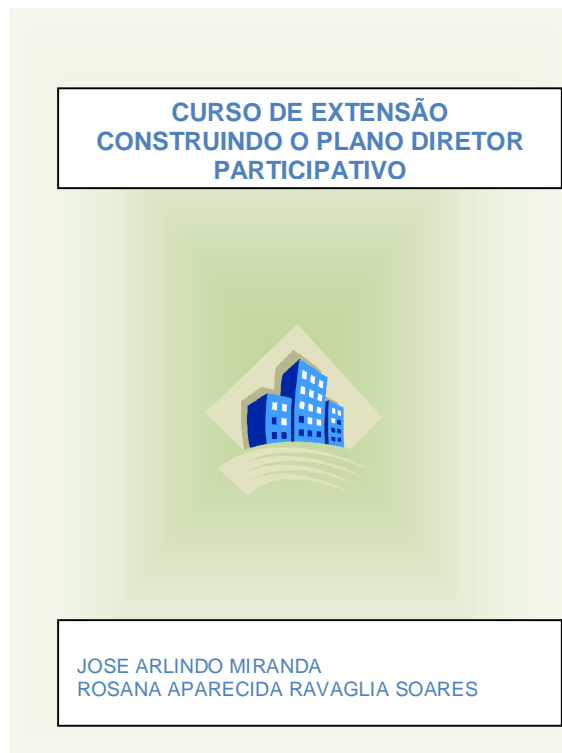 CURSO DE EXTENSÃO
CONSTRUINDO O PLANO DIRETOR
PARTICIPATIVO
JOSE ARLINDO MIRANDA
ROSANA APARECIDA RAVAGLIA SOARES